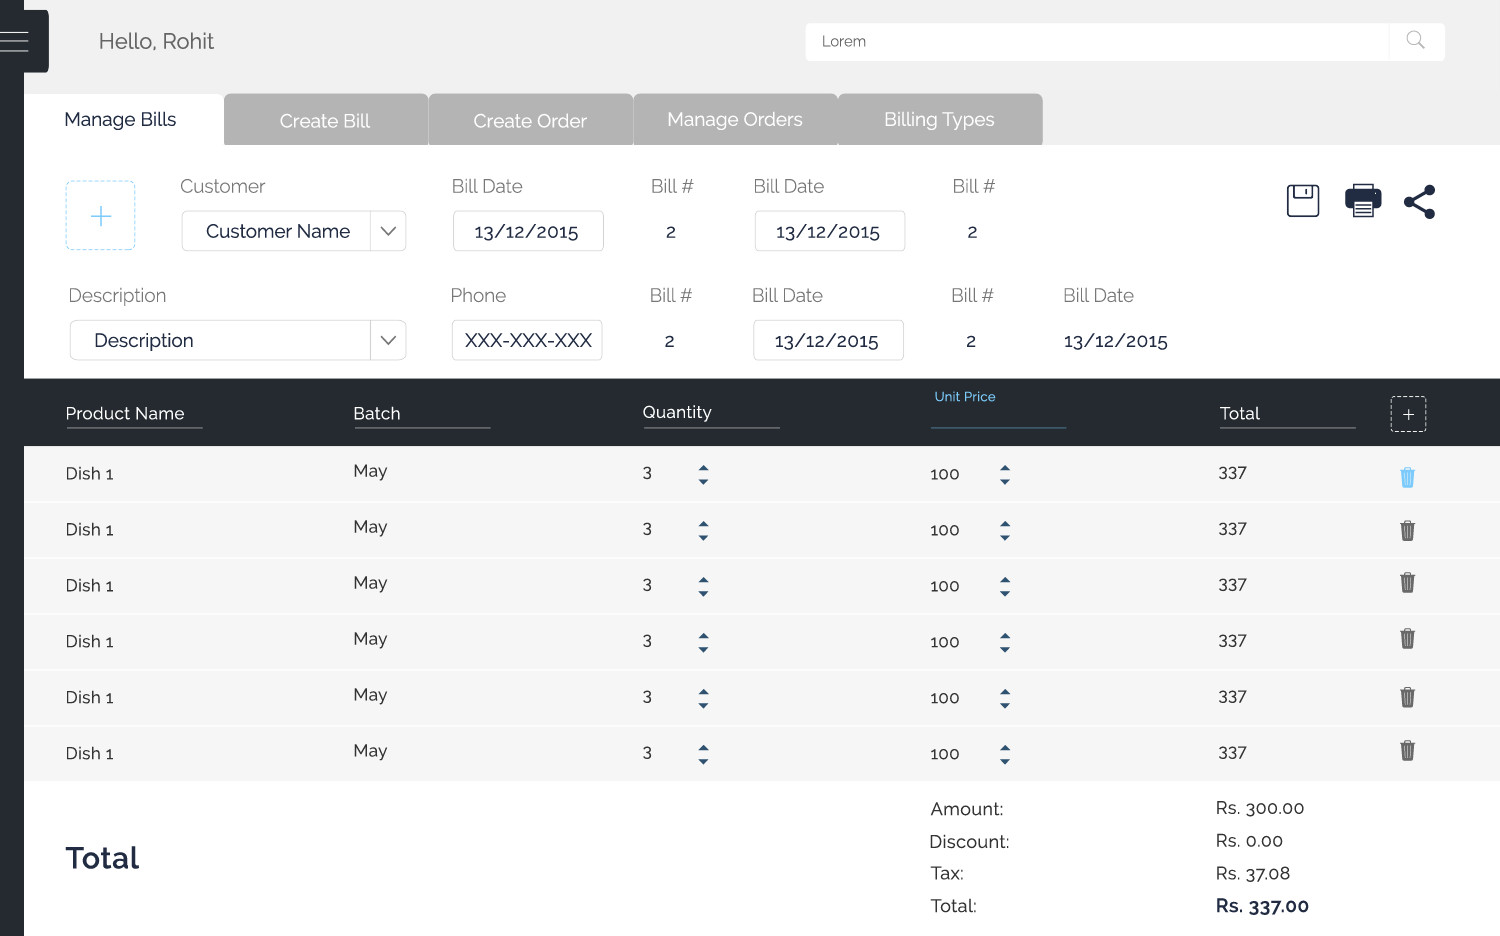 Hello, Rohit
Lorem
Manage Bills Create Bill Create Order Manage Orders Billing Types
Customer Bill Date Bill # Bill Date Bill #
Customer Name 13/12/2015 2 13/12/2015 2
Description Phone Bill # Bill Date Bill # Bill Date
Description XXX-XXX-XXX 2 13/12/2015 2 13/12/2015
Unit Price
Product Name Batch Quantity Total
Dish 1 May 3 100 337
Dish 1 May 3 100 337
Dish 1 May 3 100 337
Dish 1 May 3 100 337
Dish 1 May 3 100 337
Dish 1 May 3 100 337
Amount: Rs. 300.00
Discount: Rs. 0.00
Total
Tax: Rs. 37.08
Total: Rs. 337.00